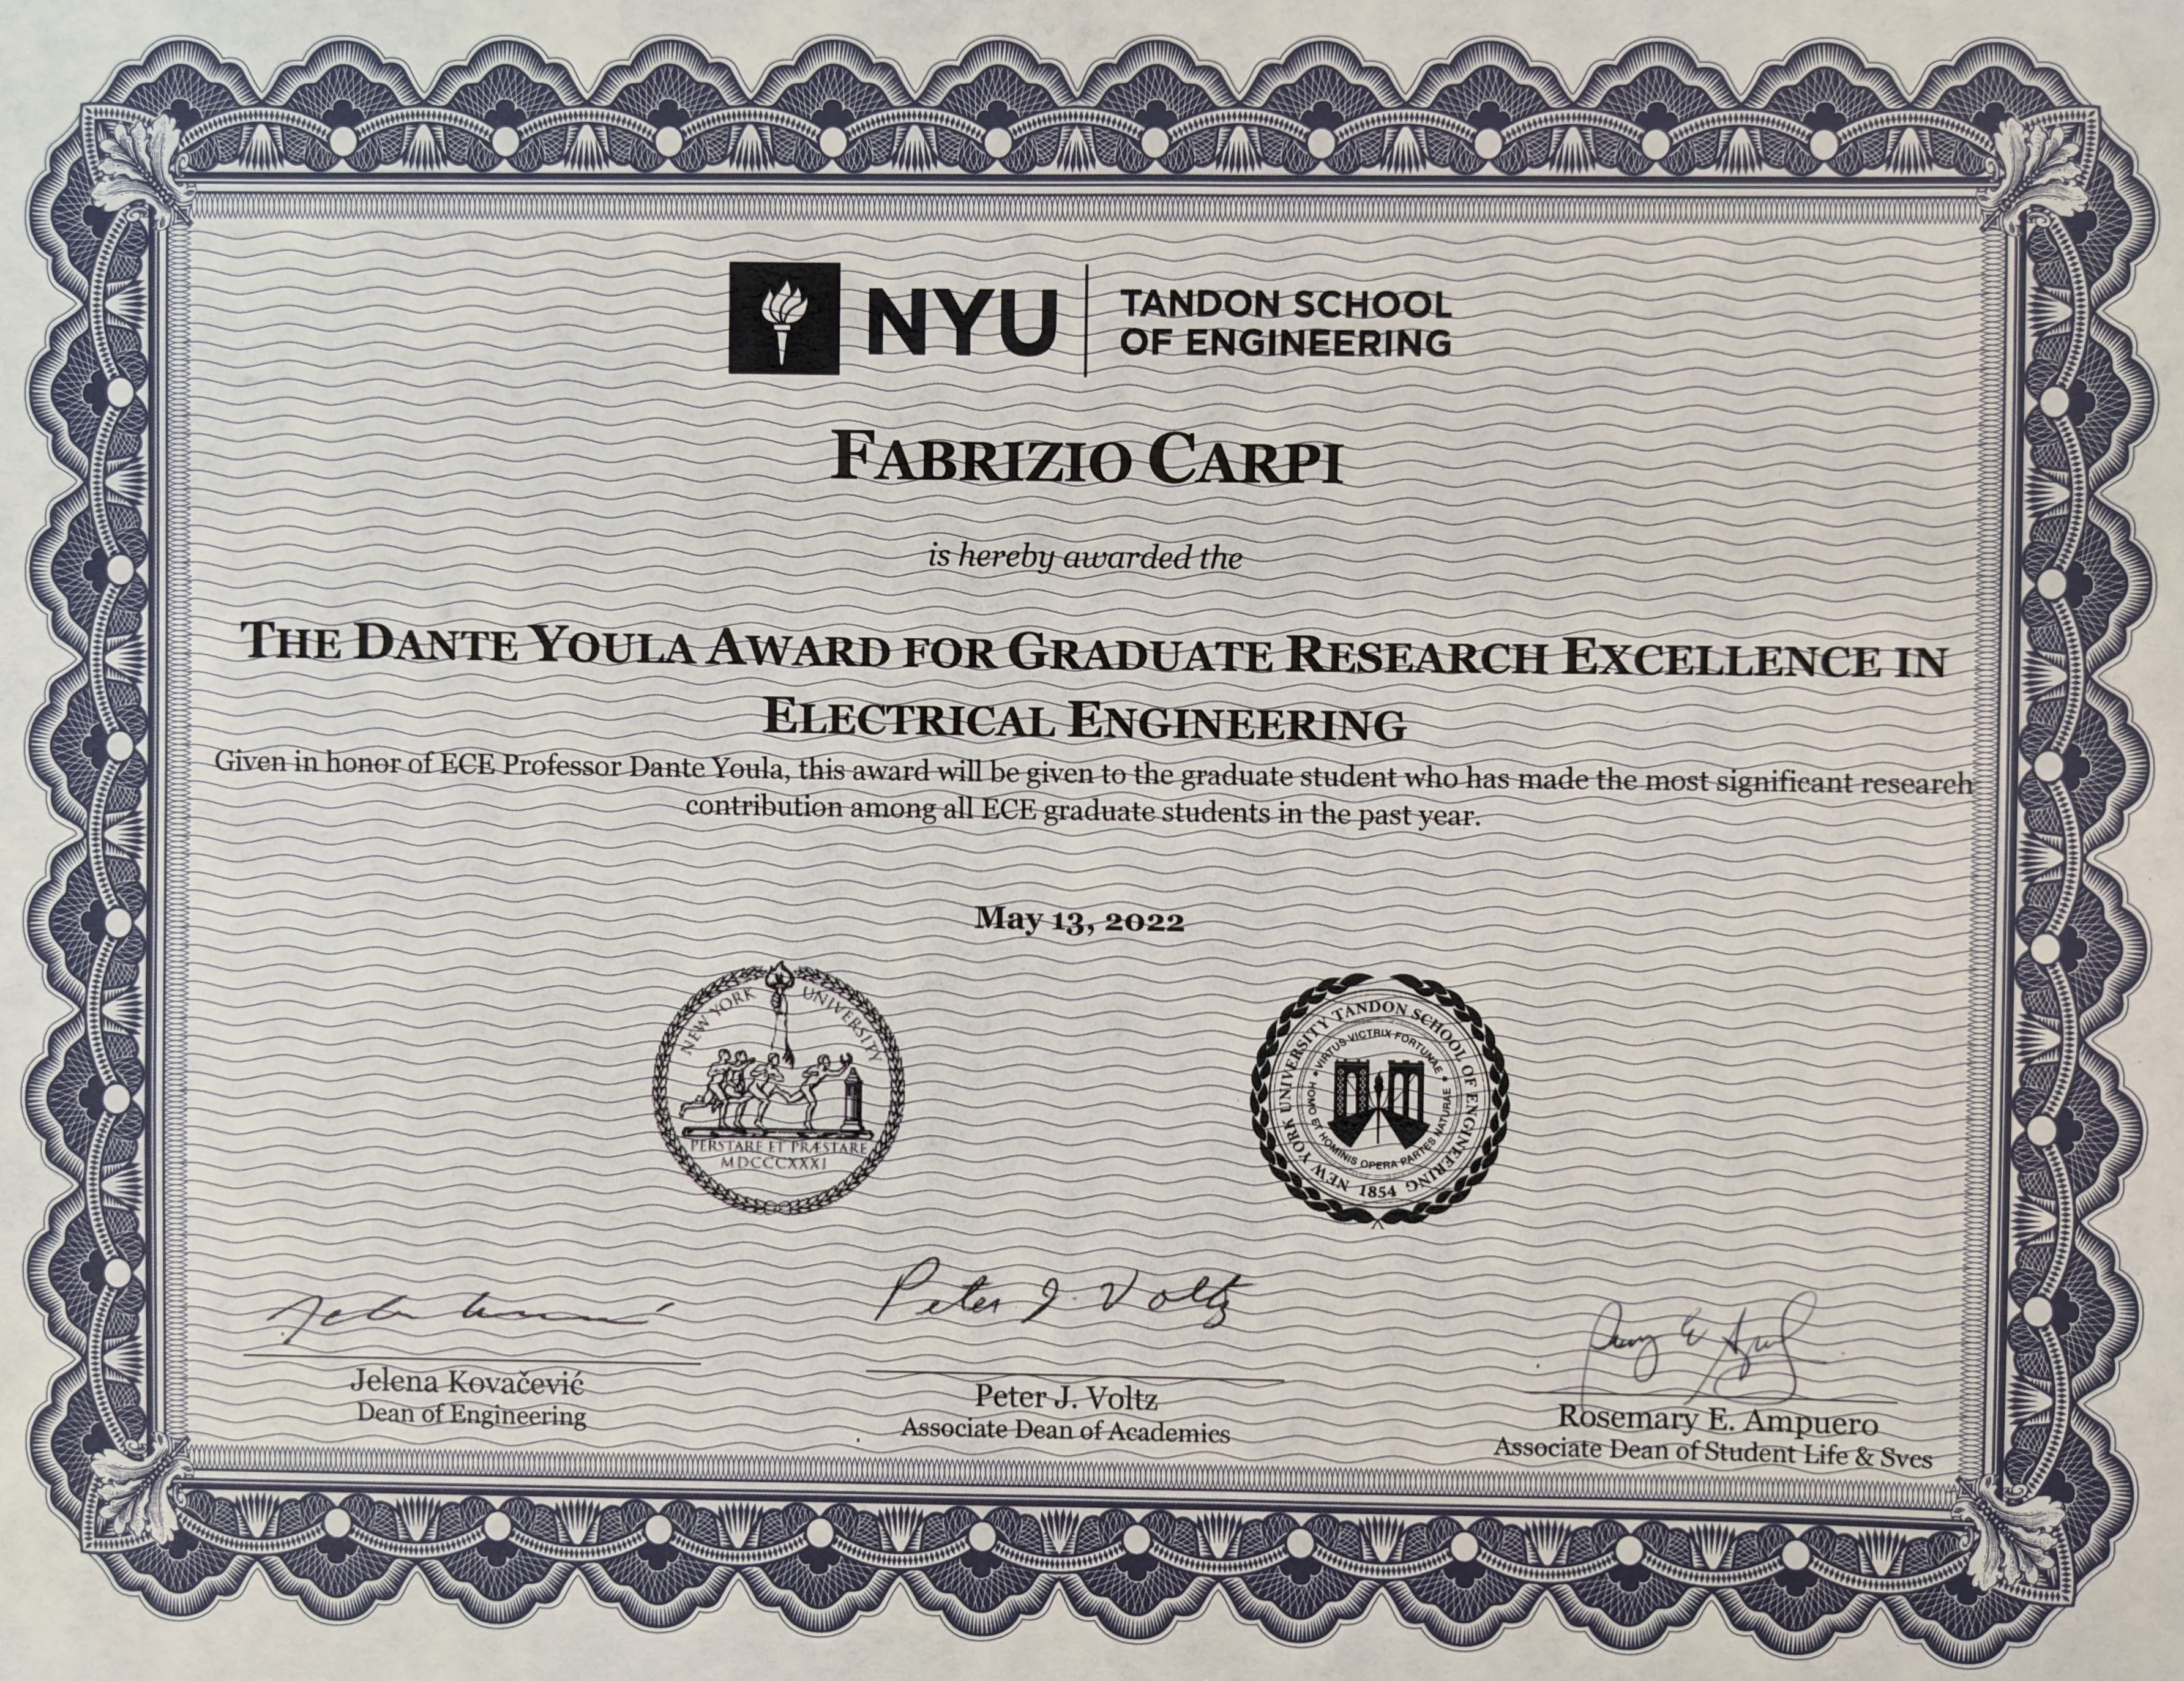 NYU
TANDON SCHOOL
OF ENGINEERING
FABRIZIO CARPI
is hereby awarded the
THE DANTE YOULA AWARD FOR GRADUATE RESEARCH EXCELLENCE IN
ELECTRICAL ENGINEERING
Given in honor of ECE Professor Dante Youla, this award will be given to the graduate student who has made the most significant research
contribution among all ECE graduate students in the past year.
May 13, 2022
NEW YORK UNIVERSITY
PERSTARE ET PRÆSTARE
MDCCCXXXI
NEW YORK UNIVERSITY TANDON SCHOOL OF ENGINEERING
1854
VIRTUS VICTRIX FORTUNAE
HOMO ET HOMINIS OPERA PARTES NATURAE
Peter J. Voltz
Jelena Kovačević
Dean of Engineering
Peter J. Voltz
Associate Dean of Academics
Rosemary E. Ampuero
Associate Dean of Student Life & Svcs